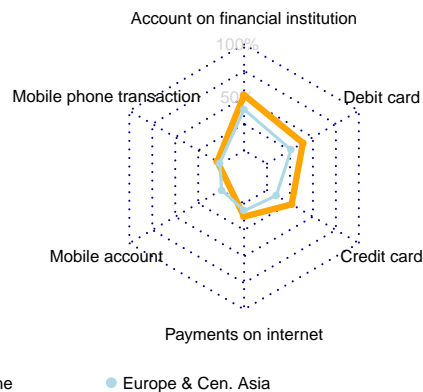 Account on financial institution
100%
Mobile phone transaction
50%
Debit card
Mobile account
Credit card
Payments on internet
Europe & Cen. Asia